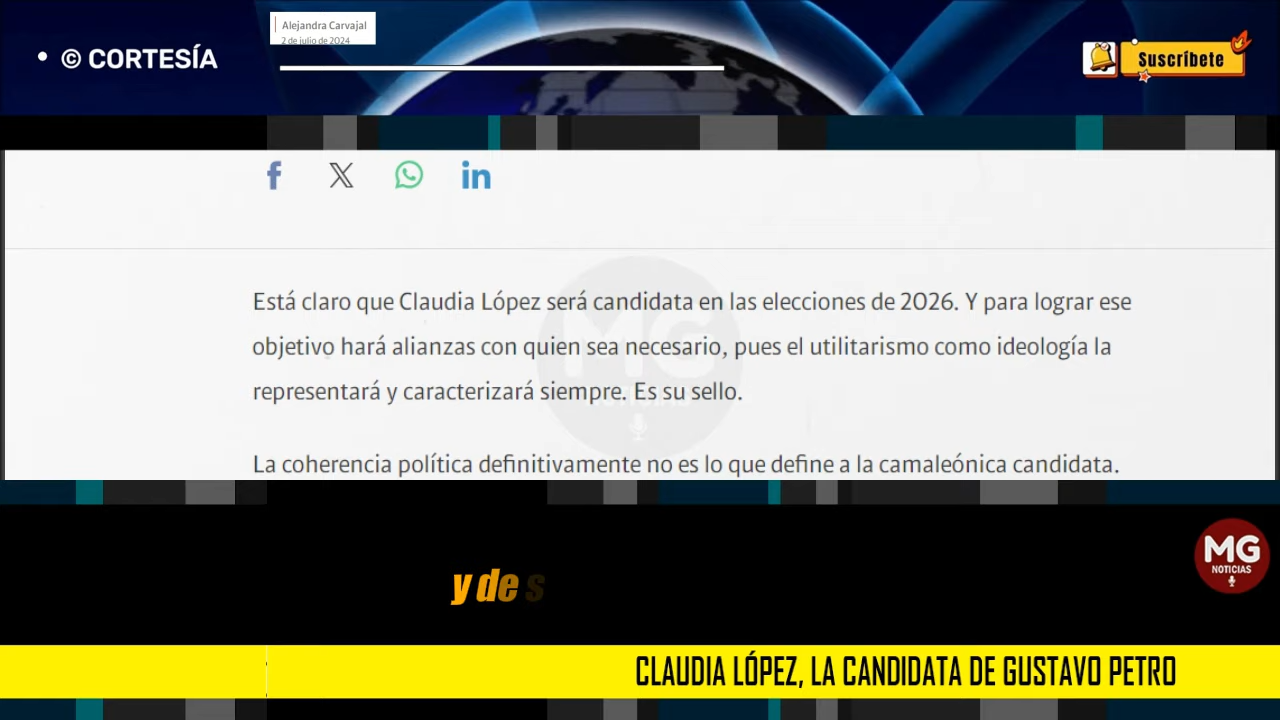 Alejandra Carvajal
2 de julio de 2024
© CORTESÍA
Suscríbete
Está claro que Claudia López será candidata en las elecciones de 2026. Y para lograr ese
objetivo hará alianzas con quien sea necesario, pues el utilitarismo como ideología la
representará y caracterizará siempre. Es su sello.
La coherencia política definitivamente no es lo que define a la camaleónica candidata.
MG
NOTICIAS
y de s
CLAUDIA LÓPEZ, LA CANDIDATA DE GUSTAVO PETRO